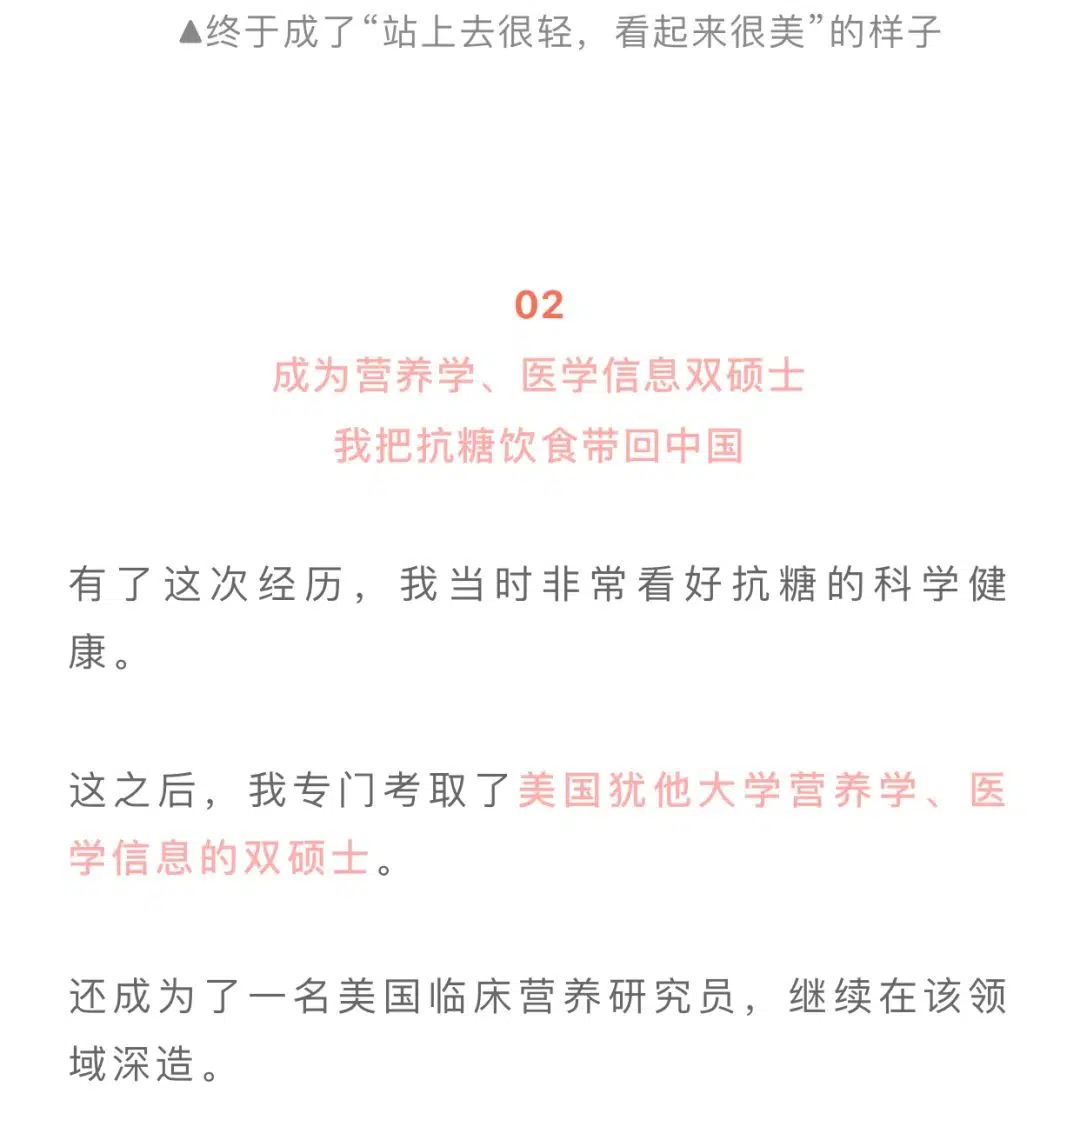 ▲终于成了“站上去很轻，看起来很美”的样子
02
成为营养学、医学信息双硕士
我把抗糖饮食带回中国
有了这次经历，我当时非常看好抗糖的科学健
康。
这之后，我专门考取了美国犹他大学营养学、医
学信息的双硕士。
还成为了一名美国临床营养研究员，继续在该领
域深造。